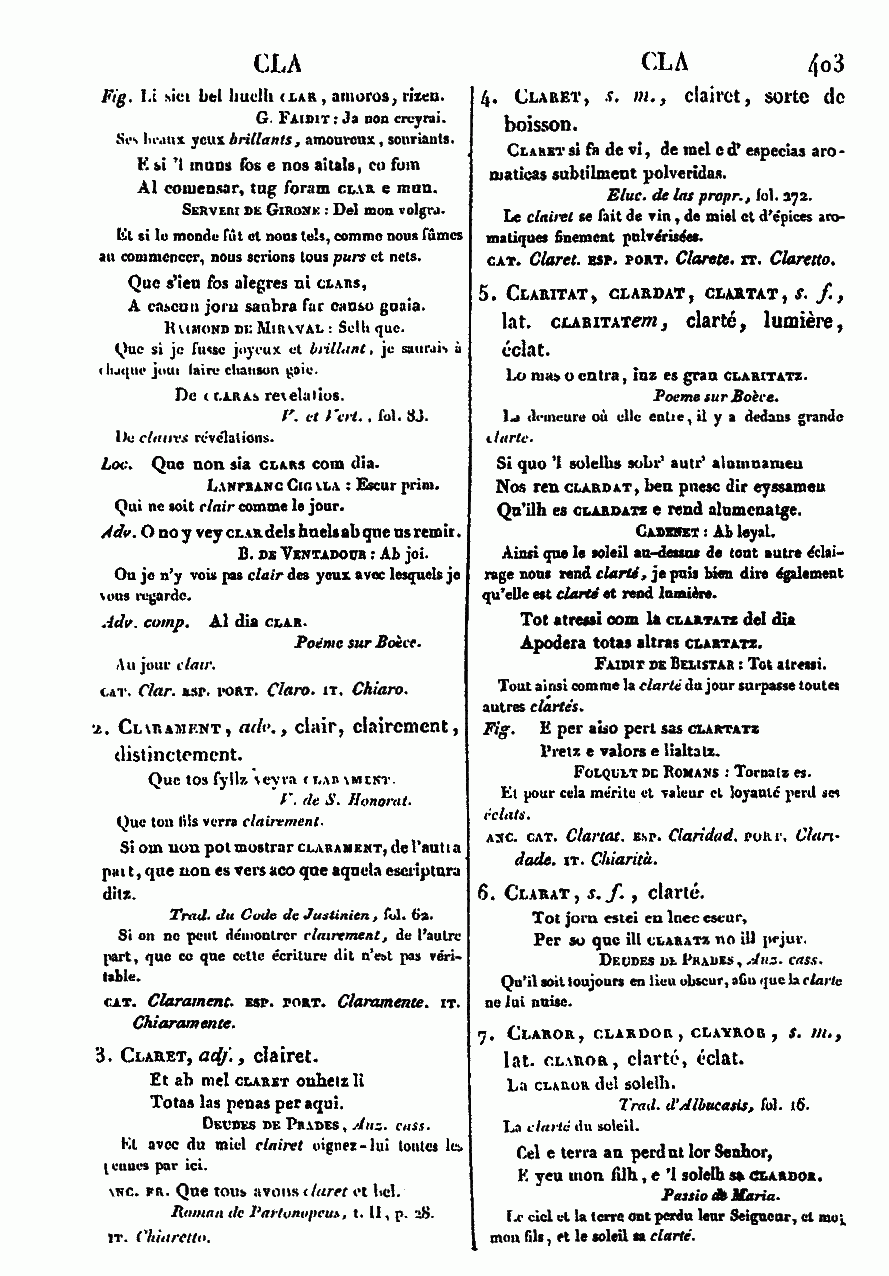 CLA
CLA
403
Fig. Li siei bel huelh CLAR, amoros, rizen.
G. FAIDIT : Ja non creyrai.
Ses beaux yeux brillants, amoureux, souriants.
E si 'l mons fos e nos aitals, co fom
Al comensar, tug foram CLAR e mon.
SERVERI DE GIRONE : Del mon volgra.
Et si le monde fût et nous tels, comme nous fûmes
au commencer, nous serions tous purs et nets.
Que s'ieu fos alegres ni CLARS,
A cascun jorn saubra far canso guaia.
RAIMOND DE MIRAVAL : Selh que.
Que si je fusse joyeux et brillant, je saurais à
chaque jour faire chanson gaie.
De CLARAS revelatios.
V. et Vert., fol. 83.
De claires révélations.
Loc. Que non sia CLARS com dia.
LANFRANC CIGALA : Escur prim.
Qui ne soit clair comme le jour.
Adv. O no y vey CLAR dels huels ab que us remir.
B. DE VENTADOUR : Ab joi.
Ou je n'y vois pas clair des yeux avec lesquels je
vous regarde.
Adv. comp. Al dia CLAR.
Poëme sur Boèce.
Au jour clair.
CAT. Clar. ESP. PORT. Claro. IT. Chiaro.
2. CLARAMENT, adv., clair, clairement,
distinctement.
Que tos fyllz veyra CLARAMENT.
V. de S. Honorat.
Que ton fils verra clairement.
Si om non pot mostrar CLARAMENT, de l'autra
part, que non es vers aco que aquela escriptura
ditz.
Trad. du Code de Justinien, fol. 62.
Si on ne peut démontrer clairement, de l'autre
part, que ce que cette écriture dit n'est pas véri-
table.
CAT. Clarament. ESP. PORT. Claramente. IT.
Chiaramente.
3. CLARET, adj., clairet.
Et ab mel CLARET onhetz li
Totas las penas per aqui.
DEUDES DE PRADES, Auz. cass.
Et avec du miel clairet oignez-lui toutes les
pennes par ici.
ANC. FR. Que tous avons claret et bel.
Roman de Partonopeus, t. II, p. 28.
IT. Chiaretto.
4. CLARET, s. m., clairet, sorte de
boisson.
CLARET si fa de vi, de mel e d' especias aro-
maticas subtilment polveridas.
Eluc. de las propr., fol. 272.
Le clairet se fait de vin, de miel et d'épices aro-
matiques finement pulvérisées.
CAT. Claret. ESP. PORT. Clarete. IT. Claretto.
5. CLARITAT, CLARDAT, CLARTAT, s. f.,
lat. CLARITATem, clarté, lumière,
éclat.
Lo mas o entra, inz es gran CLARITATZ.
Poeme sur Boèce.
La demeure où elle entre, il y a dedans grande
clarte.
Si quo 'l solelhs sobr' autr' alumnamen
Nos ren CLARDAT, ben puesc dir eyssamen
Qu'ilh es CLARDATZ e rend alumenatge.
CADENET : Ab leyal.
Ainsi que le soleil au-dessus de tout autre éclai-
rage nous rend clarté, je puis bien dire également
qu'elle est clarté et rend lumière.
Tot atressi com la CLARTATZ del dia
Apodera totas altras CLARTATZ.
FAIDIT DE BELISTAR : Tot atressi.
Tout ainsi comme la clarté du jour surpasse toutes
autres clartés.
Fig. E per aiso pert sas CLARTATZ
Pretz e valors e lialtatz.
FOLQUET DE ROMANS : Tornatz es.
Et pour cela mérite et valeur et loyauté perd ses
éclats.
ANC. CAT. Clartat. ESP. Claridad. PORT. Clari-
dade. IT. Chiarità.
6. CLARAT, s. f., clarté.
Tot jorn estei en luec escur,
Per so que ill CLARATZ no ill pejur.
DEUDES DE PRADES, Auz. cass.
Qu'il soit toujours en lieu obscur, afin que la clarte
ne lui nuise.
7. CLAROR, CLARDOR, CLAYROR, s. m.,
lat. CLAROR, clarté, éclat.
La CLAROR del solelh.
Trad. d'Albucasis, fol. 16.
La clarté du soleil.
Cel e terra an perdut lor Senhor,
E yeu mon filh, e 'l solelh sa CLARDOR.
Passio de Maria.
Le ciel et la terre ont perdu leur Seigneur, et moi
mon fils, et le soleil sa clarté.